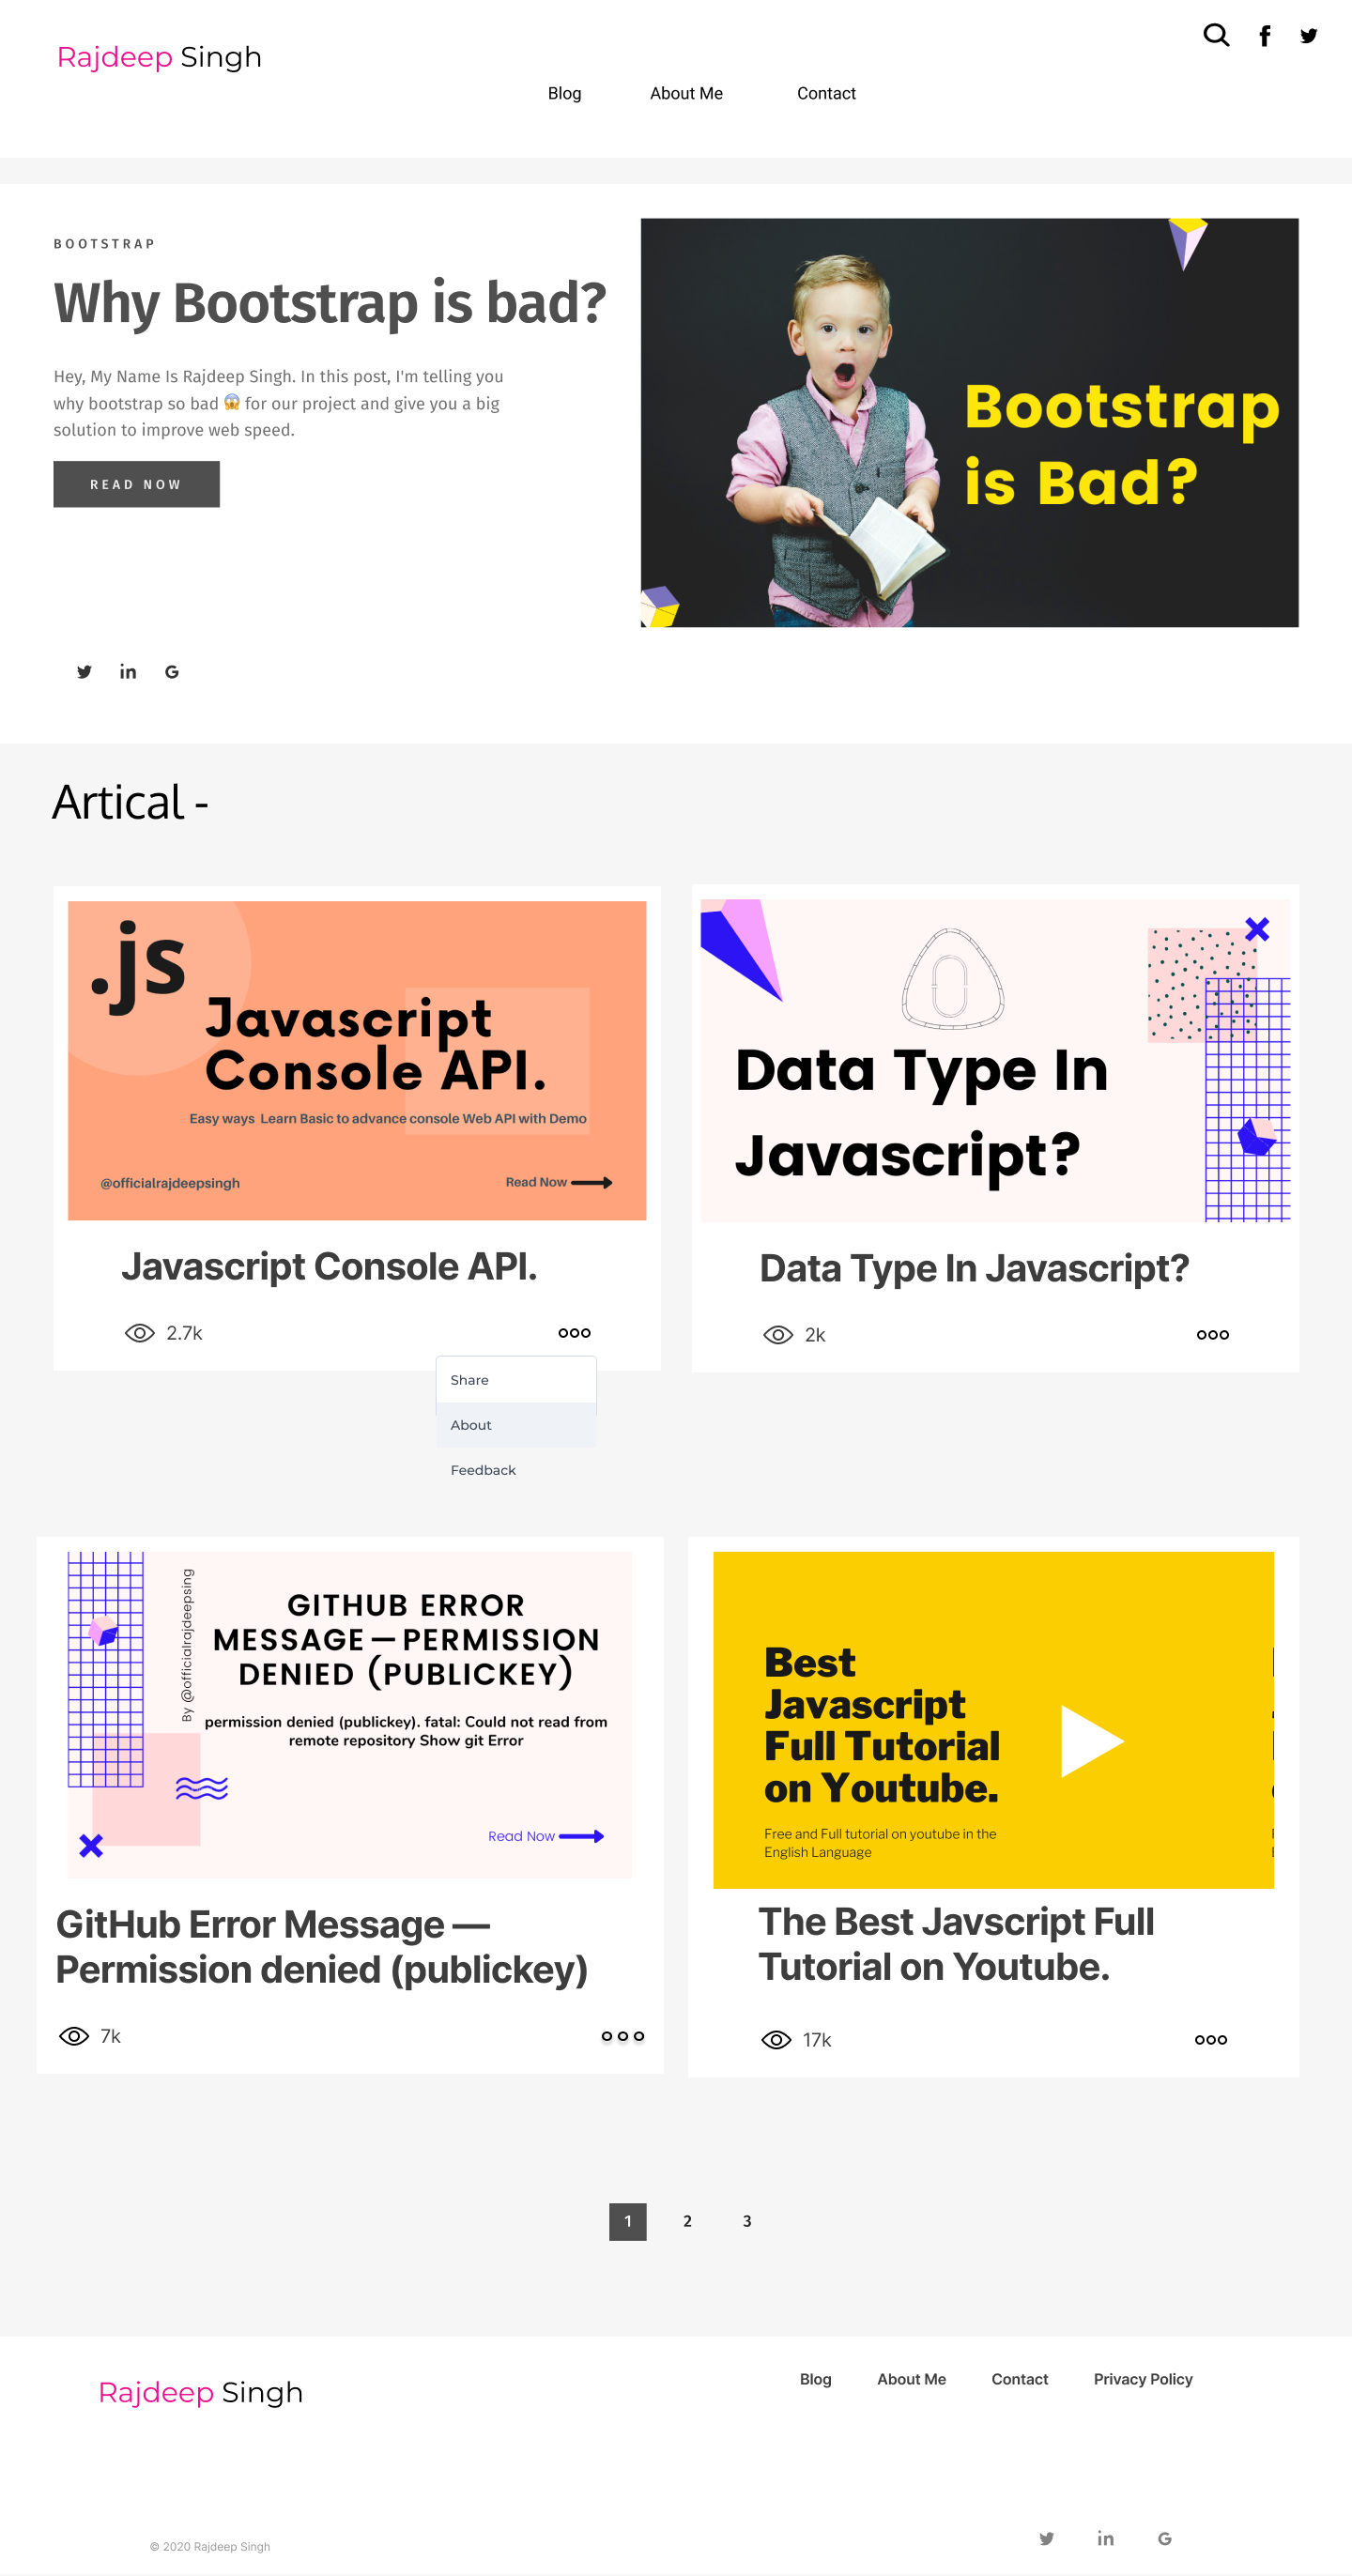 Rajdeep Singh
Blog About Me Contact
BOOTSTRAP
Why Bootstrap is bad?
Hey, My Name Is Rajdeep Singh. In this post, I'm telling you
why bootstrap so bad 😱 for our project and give you a big
solution to improve web speed.
READ NOW
Bootstrap
is Bad?
Artical -
.js
Javascript
Console API.
Easy ways Learn Basic to advance console Web API with Demo
@officialrajdeepsingh
Read Now
Javascript Console API.
2.7k
Share
About
Feedback
Data Type In
Javascript?
Data Type In Javascript?
2k
By @officialrajdeepsing
GITHUB ERROR
MESSAGE — PERMISSION
DENIED (PUBLICKEY)
permission denied (publickey). fatal: Could not read from
remote repository Show git Error
Read Now
GitHub Error Message —
Permission denied (publickey)
7k
Best
Javascript
Full Tutorial
on Youtube.
Free and Full tutorial on youtube in the
English Language
The Best Javscript Full
Tutorial on Youtube.
17k
1 2 3
Rajdeep Singh
Blog About Me Contact Privacy Policy
© 2020 Rajdeep Singh